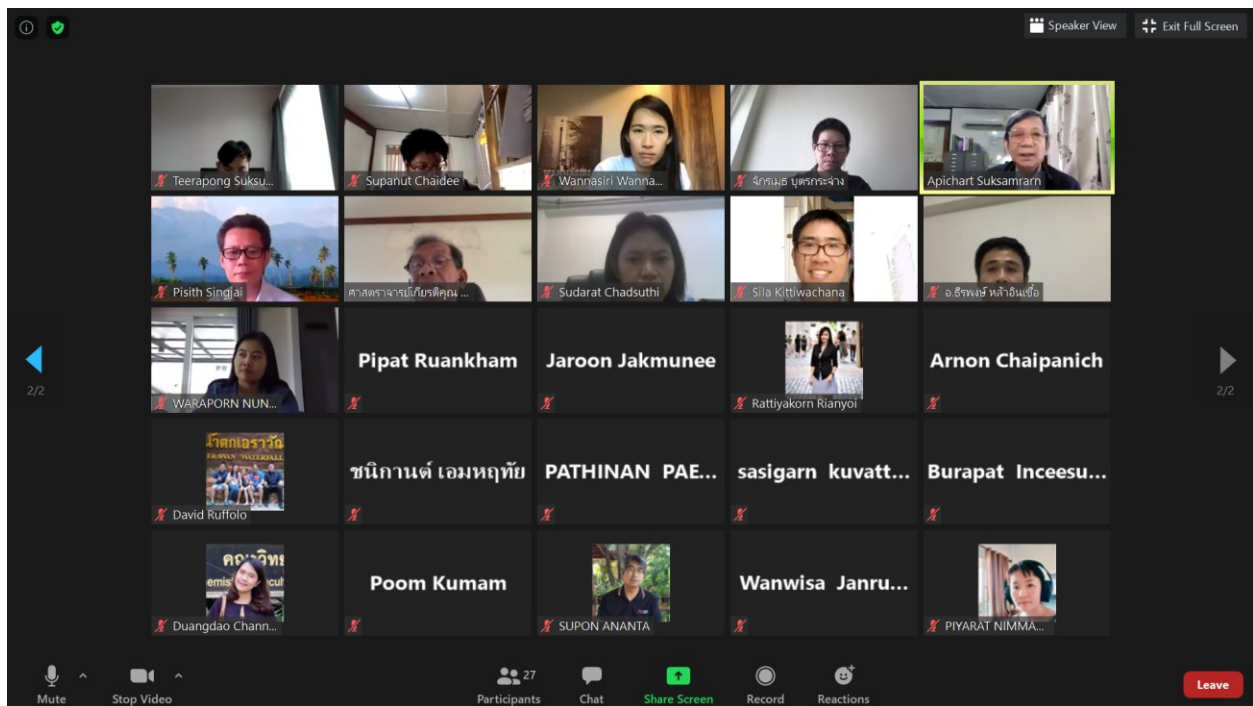 Speaker View
Exit Full Screen
Teerapong Suksu...
Supanut Chaidee
Wannasiri Wanna...
จักรเมธ บุตรกระจ่าง
Apichart Suksamrarn
Pisith Singjai
ศาสตราจารย์เกียรติคุณ ...
Sudarat Chadsuthi
Sila Kittiwachana
อ.ธีรพงษ์ หล้าอินเชื้อ
WARAPORN NUN...
Pipat Ruankham
Jaroon Jakmunee
Rattiyakorn Rianyoi
Arnon Chaipanich
2/2
2/2
น้ำตกเอราวัณ
ERAWAN WATERFALL
David Ruffolo
ชนิกานต์ เอมหฤทัย
PATHINAN PAE...
sasigarn kuvatt...
Burapat Inceesu...
คณะวิท
Duangdao Chann...
Poom Kumam
SUPON ANANTA
Wanwisa Janru...
PIYARAT NIMMA...
Mute
Stop Video
27
Participants
Chat
Share Screen
Record
Reactions
Leave